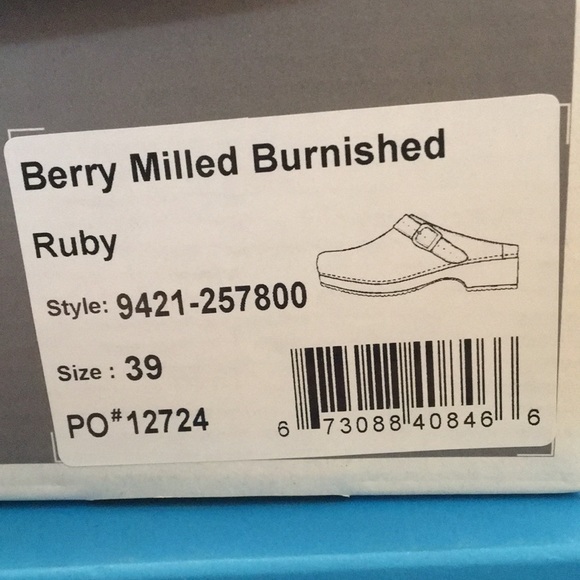 Berry Milled Burnished
Ruby
Style: 9421-257800
Size : 39
PO#12724
6 73088 40846 6